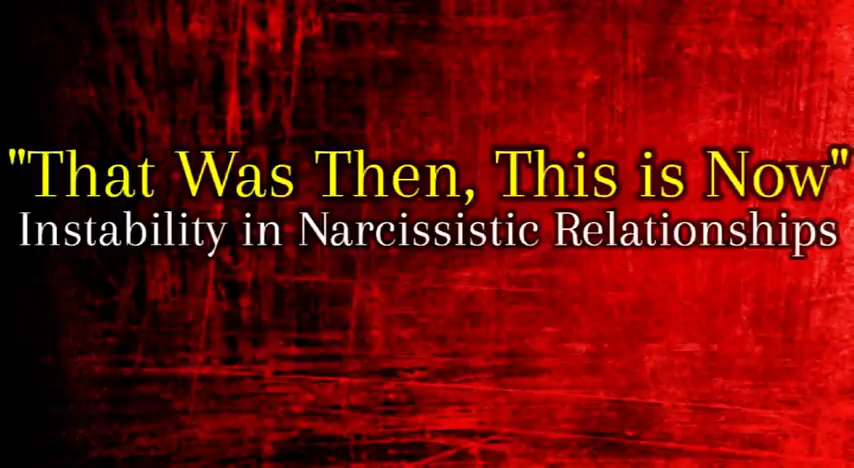 "That Was Then, This is Now"
Instability in Narcissistic Relationships